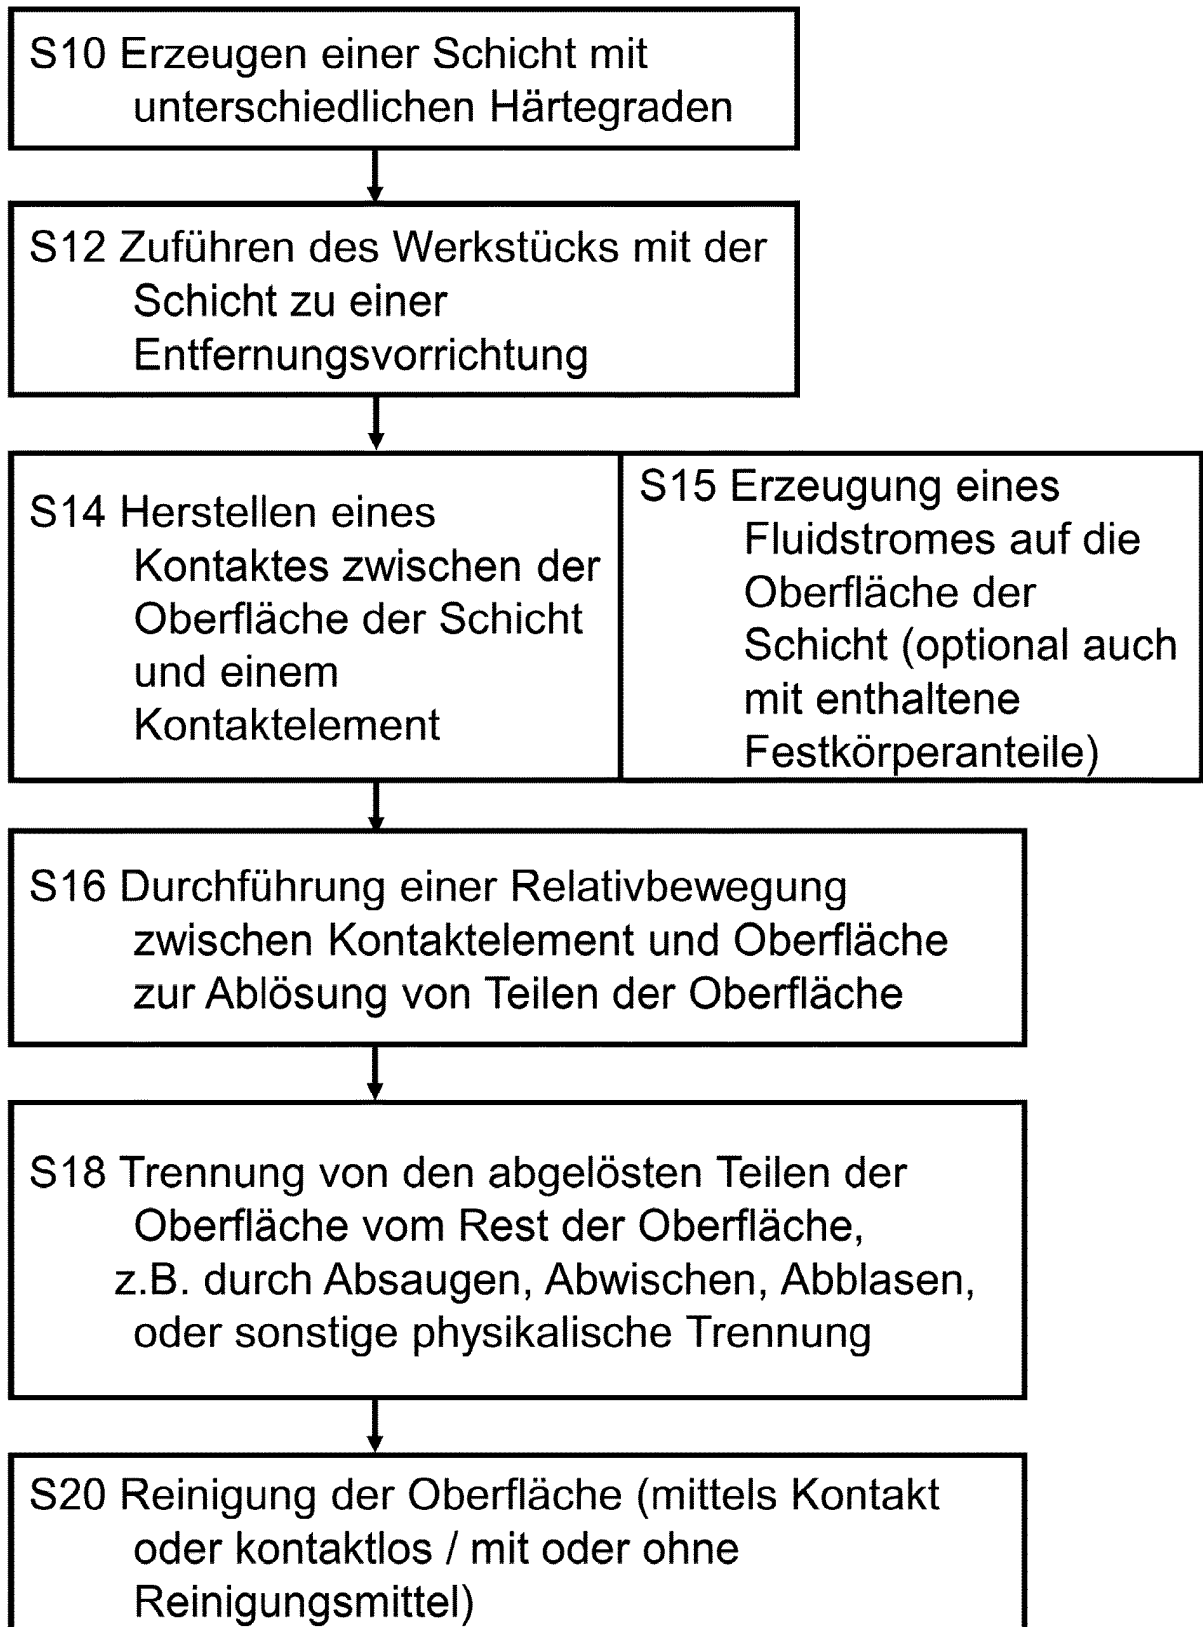 S10 Erzeugen einer Schicht mit
unterschiedlichen Härtegraden
S12 Zuführen des Werkstücks mit der
Schicht zu einer
Entfernungsvorrichtung
S14 Herstellen eines
Kontaktes zwischen der
Oberfläche der Schicht
und einem
Kontaktelement
S15 Erzeugung eines
Fluidstromes auf die
Oberfläche der
Schicht (optional auch
mit enthaltene
Festkörperanteile)
S16 Durchführung einer Relativbewegung
zwischen Kontaktelement und Oberfläche
zur Ablösung von Teilen der Oberfläche
S18 Trennung von den abgelösten Teilen der
Oberfläche vom Rest der Oberfläche,
z.B. durch Absaugen, Abwischen, Abblasen,
oder sonstige physikalische Trennung
S20 Reinigung der Oberfläche (mittels Kontakt
oder kontaktlos / mit oder ohne
Reinigungsmittel)